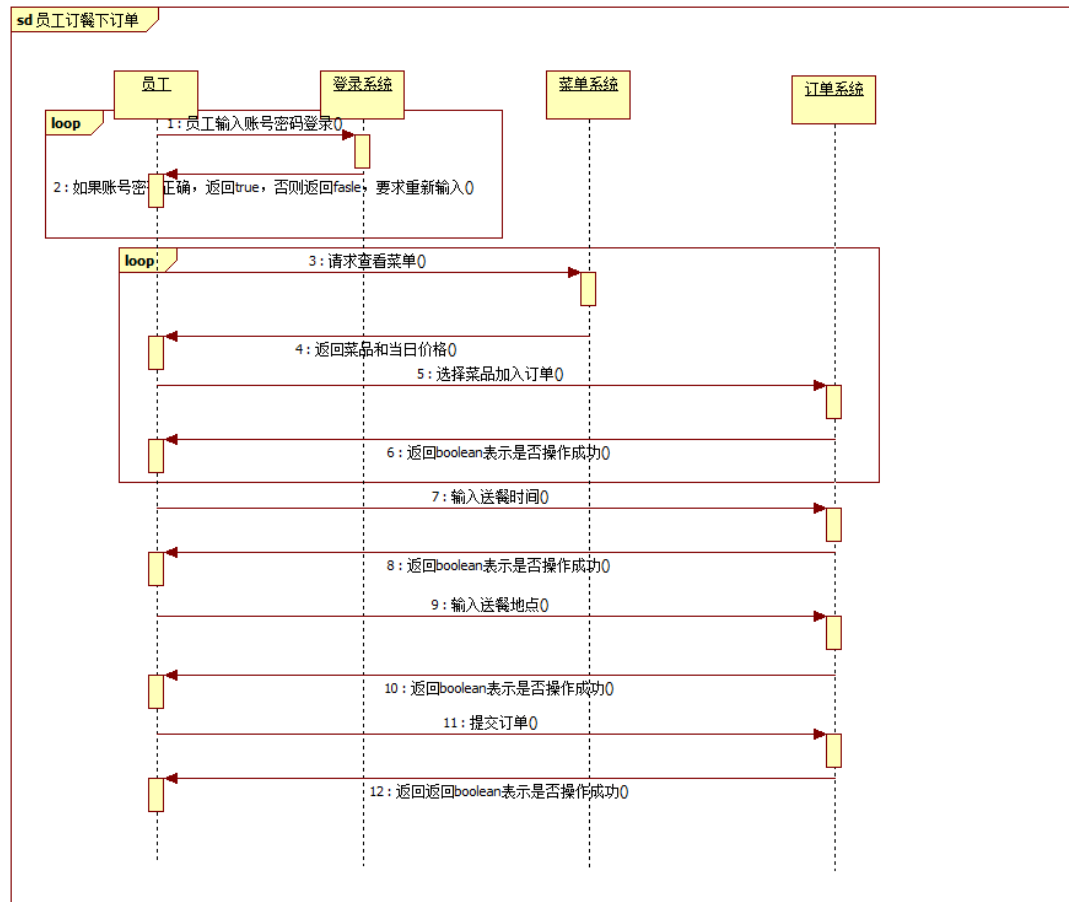 sd 员工订餐下订单
员工
登录系统
菜单系统
订单系统
loop
1 : 员工输入账号密码登录()
2 : 如果账号密 正确，返回true，否则返回fasle，要求重新输入()
loop
3 : 请求查看菜单()
4 : 返回菜品和当日价格()
5 : 选择菜品加入订单()
6 : 返回boolean表示是否操作成功()
7 : 输入送餐时间()
8 : 返回boolean表示是否操作成功()
9 : 输入送餐地点()
10 : 返回boolean表示是否操作成功()
11 : 提交订单()
12 : 返回返回boolean表示是否操作成功()